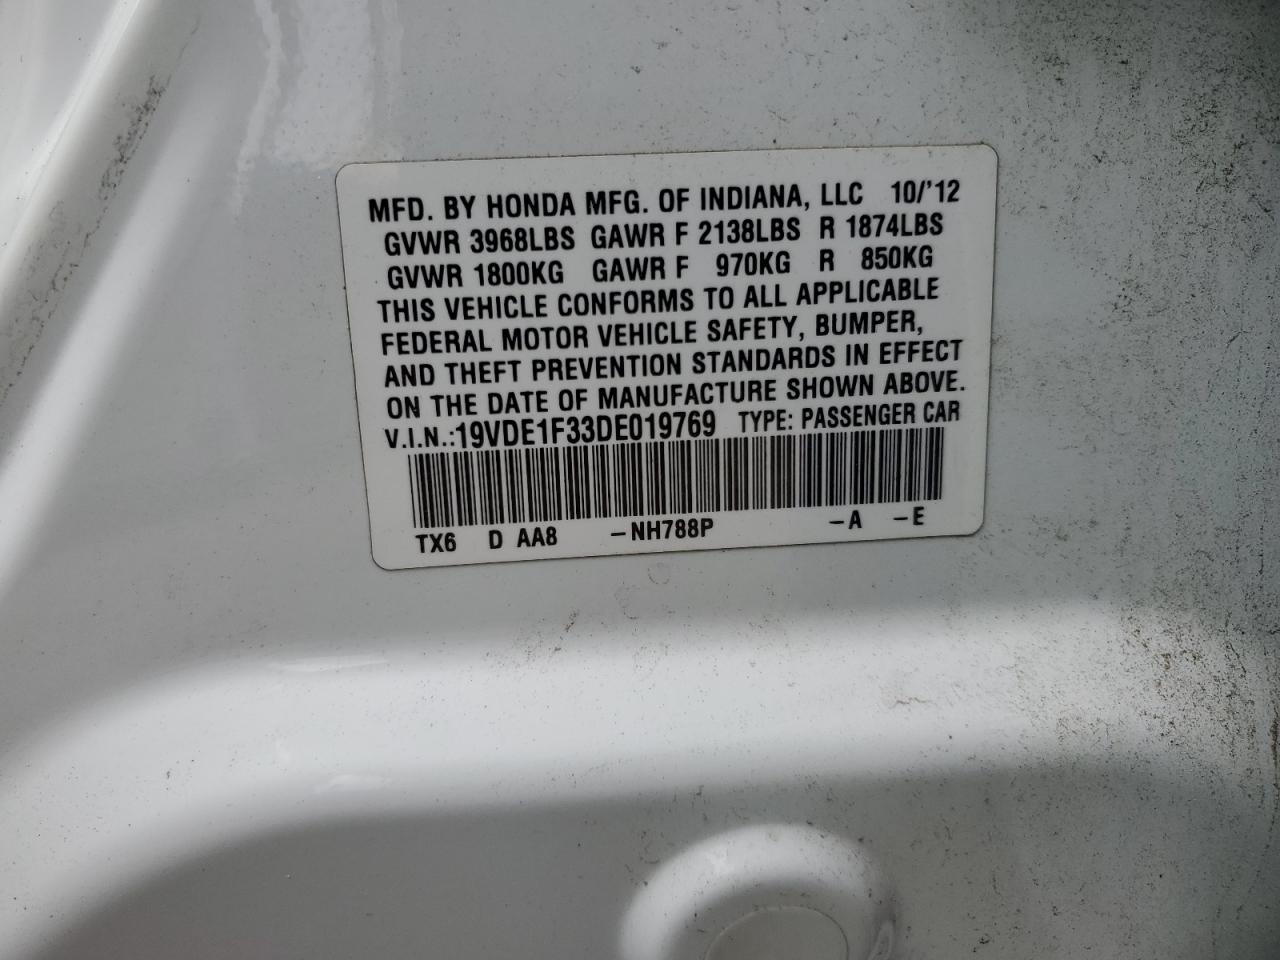 MFD. BY HONDA MFG. OF INDIANA, LLC 10/'12
GVWR 3968LBS GAWR F 2138LBS R 1874LBS
GVWR 1800KG GAWR F 970KG R 850KG
THIS VEHICLE CONFORMS TO ALL APPLICABLE
FEDERAL MOTOR VEHICLE SAFETY, BUMPER,
AND THEFT PREVENTION STANDARDS IN EFFECT
ON THE DATE OF MANUFACTURE SHOWN ABOVE.
V.I.N.:19VDE1F33DE019769 TYPE: PASSENGER CAR
TX6 D AA8 –NH788P –A –E